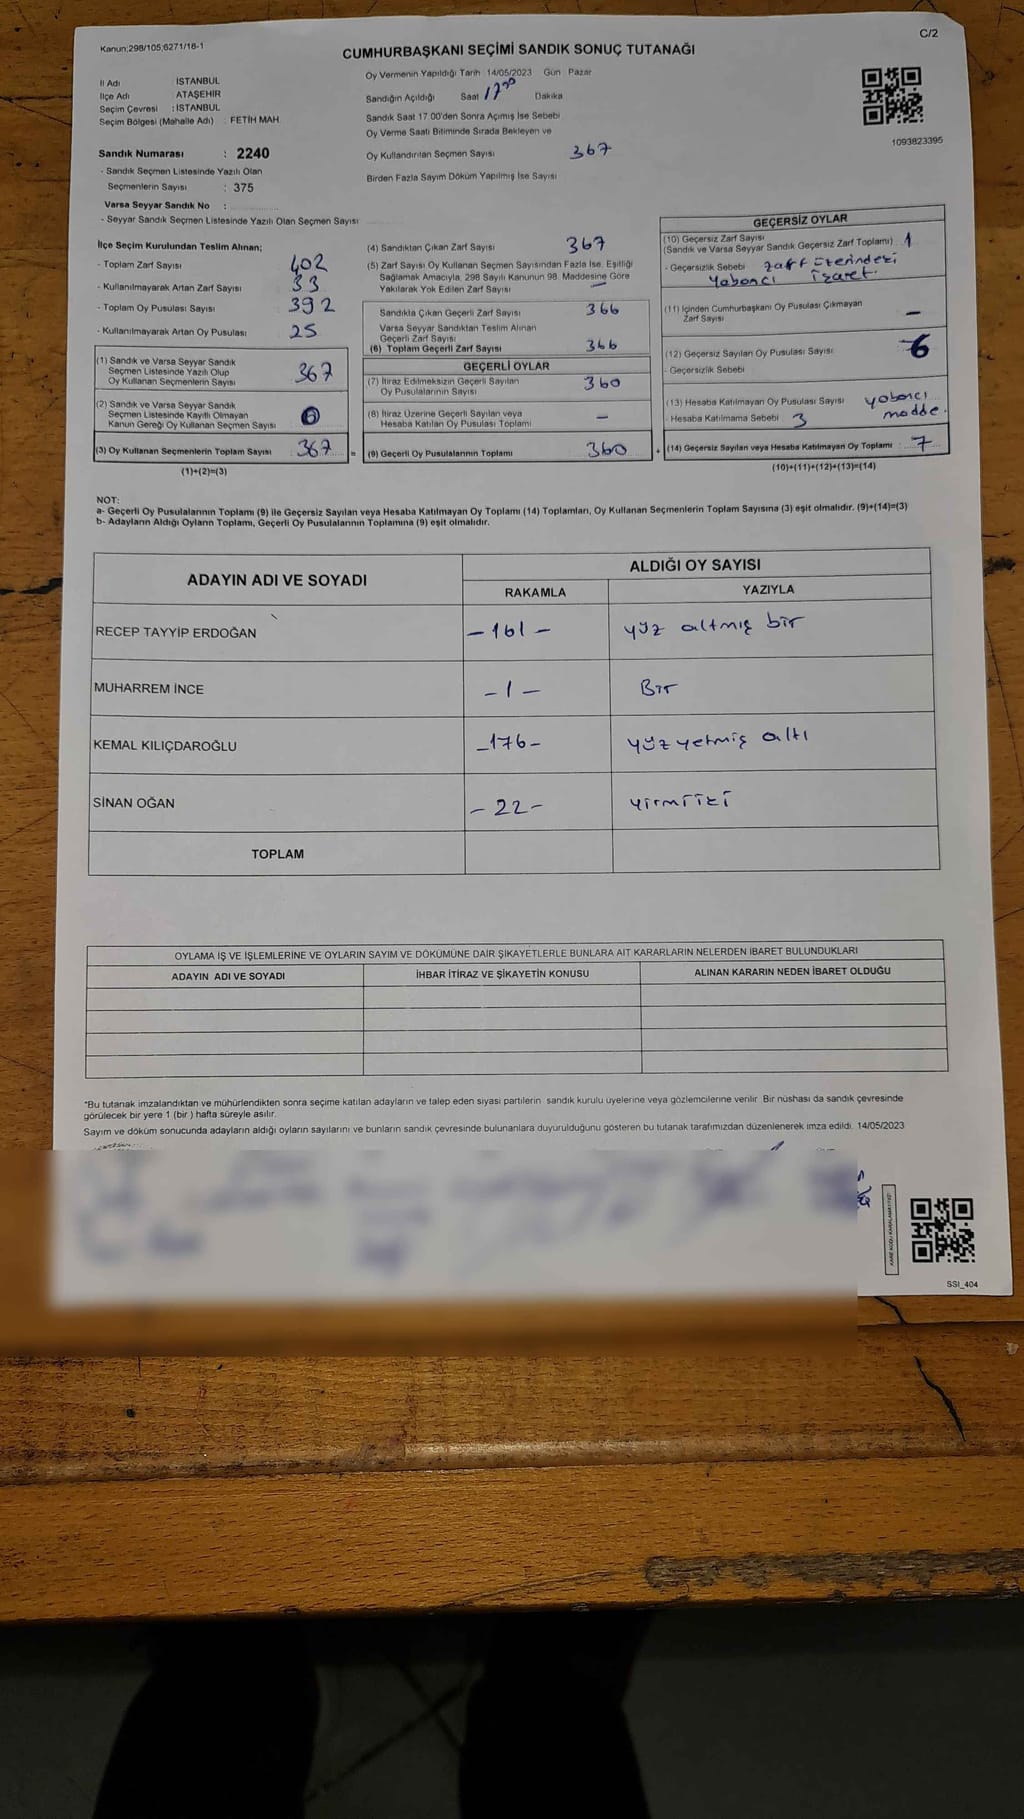 Kanun;298/105;6271/16-1
C/2
CUMHURBAŞKANI SEÇİMİ SANDIK SONUÇ TUTANAĞI
İl Adı : İSTANBUL
İlçe Adı : ATAŞEHİR
Seçim Çevresi : İSTANBUL
Seçim Bölgesi (Mahalle Adı) : FETİH MAH.
Sandık Numarası : 2240
- Sandık Seçmen Listesinde Yazılı Olan
Seçmenlerin Sayısı : 375
Varsa Seyyar Sandık No :
- Seyyar Sandık Seçmen Listesinde Yazılı Olan Seçmen Sayısı
Oy Vermenin Yapıldığı Tarih 14/05/2023 Gün Pazar
Sandığın Açıldığı Saat 17 00 Dakika
Sandık Saat 17.00'den Sonra Açımış İse Sebebi
Oy Verme Saati Bitiminde Sırada Bekleyen ve
Oy Kullandırılan Seçmen Sayısı 367
Birden Fazla Sayım Döküm Yapılmış İse Sayısı
1093823395
İlçe Seçim Kurulundan Teslim Alınan;
- Toplam Zarf Sayısı 402
- Kullanılmayarak Artan Zarf Sayısı 33
- Toplam Oy Pusulası Sayısı 392
- Kullanılmayarak Artan Oy Pusulası 25
(1) Sandık ve Varsa Seyyar Sandık
Seçmen Listesinde Yazılı Olup
Oy Kullanan Seçmenlerin Sayısı 367
(2) Sandık ve Varsa Seyyar Sandık
Seçmen Listesinde Kayıtlı Olmayan
Kanun Gereği Oy Kullanan Seçmen Sayısı
(3) Oy Kullanan Seçmenlerin Toplam Sayısı : 367 =
(1)+(2)=(3)
(4) Sandıktan Çıkan Zarf Sayısı 367
(5) Zarf Sayısı Oy Kullanan Seçmen Sayısından Fazla İse, Eşitliği
Sağlamak Amacıyla, 298 Sayılı Kanunun 98. Maddesine Göre
Yakılarak Yok Edilen Zarf Sayısı —
Sandıkla Çıkan Geçerli Zarf Sayısı 366
Varsa Seyyar Sandıktan Teslim Alınan
Geçerli Zarf Sayısı
(6) Toplam Geçerli Zarf Sayısı 366
GEÇERLİ OYLAR
(7) İtiraz Edilmeksizin Geçerli Sayılan
Oy Pusulalarının Sayısı 360
(8) İtiraz Üzerine Geçerli Sayılan veya
Hesaba Katılan Oy Pusulası Toplamı —
(9) Geçerli Oy Pusulalarının Toplamı 360 +
GEÇERSİZ OYLAR
(10) Geçersiz Zarf Sayısı
(Sandık ve Varsa Seyyar Sandık Geçersiz Zarf Toplamı) 1
- Geçersizlik Sebebi zarf üzerindeki
yabancı işaret.
(11) İçinden Cumhurbaşkanı Oy Pusulası Çıkmayan
Zarf Sayısı —
(12) Geçersiz Sayılan Oy Pusulası Sayısı 6
- Geçersizlik Sebebi
(13) Hesaba Katılmayan Oy Pusulası Sayısı yabancı
- Hesaba Katılmama Sebebi 3 madde.
(14) Geçersiz Sayılan veya Hesaba Katılmayan Oy Toplamı : 7
(10)+(11)+(12)+(13)=(14)
NOT:
a- Geçerli Oy Pusulalarının Toplamı (9) ile Geçersiz Sayılan veya Hesaba Katılmayan Oy Toplamı (14) Toplamları, Oy Kullanan Seçmenlerin Toplam Sayısına (3) eşit olmalıdır. (9)+(14)=(3)
b- Adayların Aldığı Oyların Toplamı, Geçerli Oy Pusulalarının Toplamına (9) eşit olmalıdır.
ADAYIN ADI VE SOYADI
ALDIĞI OY SAYISI
RAKAMLA YAZIYLA
RECEP TAYYİP ERDOĞAN - 161 - yüz altmış bir
MUHARREM İNCE - 1 - Bir
KEMAL KILIÇDAROĞLU - 176 - yüz yetmiş altı
SİNAN OĞAN - 22 - yirmi iki
TOPLAM
OYLAMA İŞ VE İŞLEMLERİNE VE OYLARIN SAYIM VE DÖKÜMÜNE DAİR ŞİKAYETLERLE BUNLARA AİT KARARLARIN NELERDEN İBARET BULUNDUKLARI
ADAYIN ADI VE SOYADI İHBAR İTİRAZ VE ŞİKAYETİN KONUSU ALINAN KARARIN NEDEN İBARET OLDUĞU
*Bu tutanak imzalandıktan ve mühürlendikten sonra seçime katılan adayların ve talep eden siyasi partilerin sandık kurulu üyelerine veya gözlemcilerine verilir. Bir nüshası da sandık çevresinde
görülecek bir yere 1 (bir ) hafta süreyle asılır.
Sayım ve döküm sonucunda adayların aldığı oyların sayılarını ve bunların sandık çevresinde bulunanlara duyurulduğunu gösteren bu tutanak tarafımızdan düzenlenerek imza edildi. 14/05/2023
SSI_404